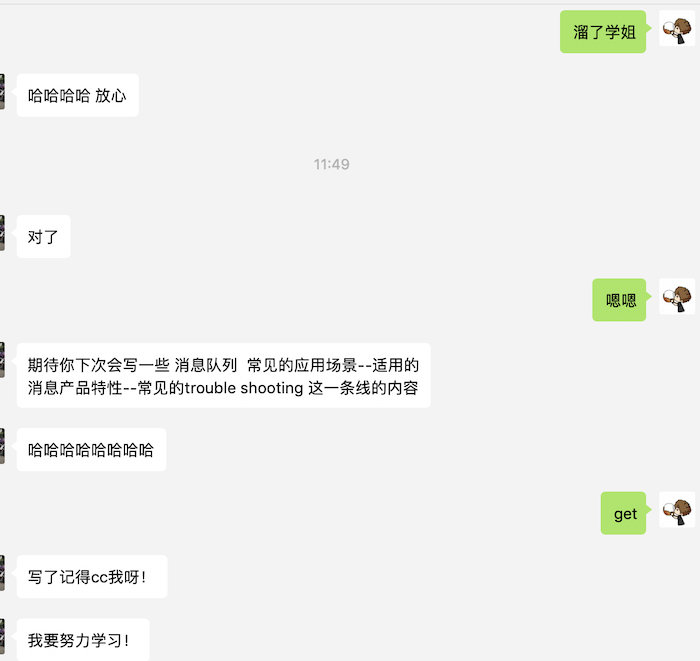 溜了学姐
哈哈哈哈 放心
11:49
对了
嗯嗯
期待你下次会写一些 消息队列  常见的应用场景--适用的
消息产品特性--常见的trouble shooting 这一条线的内容
哈哈哈哈哈哈哈哈
get
写了记得cc我呀！
我要努力学习！